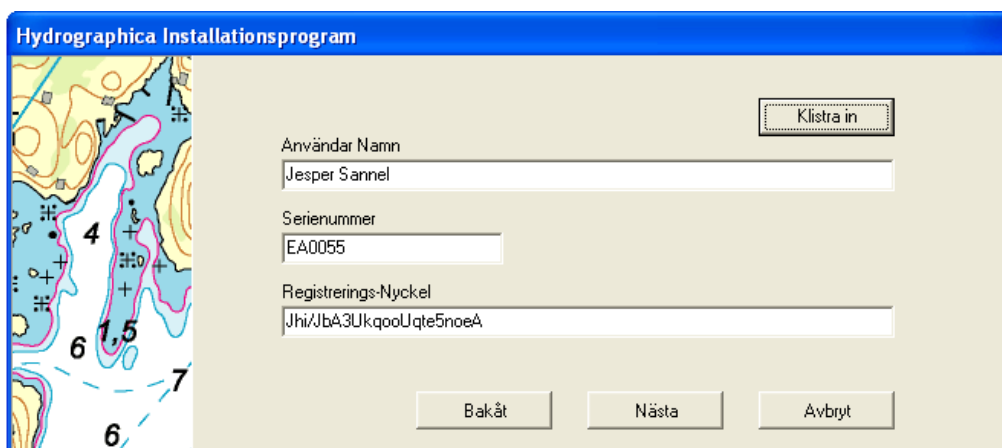 Hydrographica Installationsprogram
Klistra in
Användar Namn
Jesper Sannel
Serienummer
EA0055
Registrerings-Nyckel
Jhi/JbA3UkqooUqte5noeA
4
1,5
6
7
6
Bakåt
Nästa
Avbryt